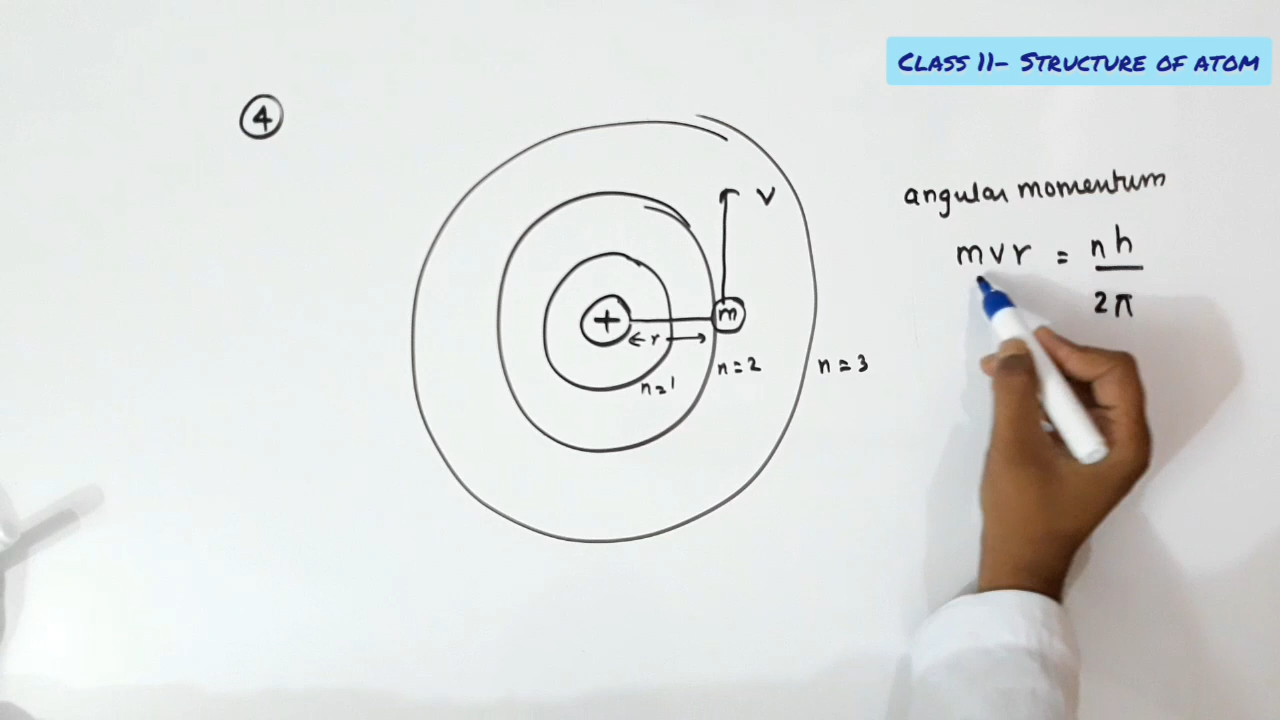 CLASS 11- STRUCTURE OF ATOM
4
V
angular momentum
mvr = nh
2π
+
m
← r →
n=1
n=2
n=3